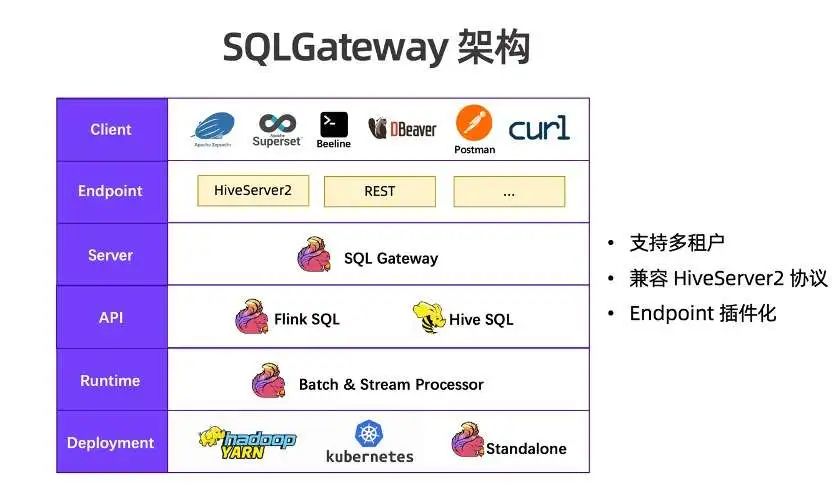 SQLGateway 架构
Client
Apache Zeppelin
Apache
Superset™
Beeline
DBeaver
Postman
curl
Endpoint
HiveServer2
REST
...
Server
SQL Gateway
API
Flink SQL
Hive SQL
Runtime
Batch & Stream Processor
Deployment
hadoop
YARN
kubernetes
Standalone
• 支持多租户
• 兼容 HiveServer2 协议
• Endpoint 插件化